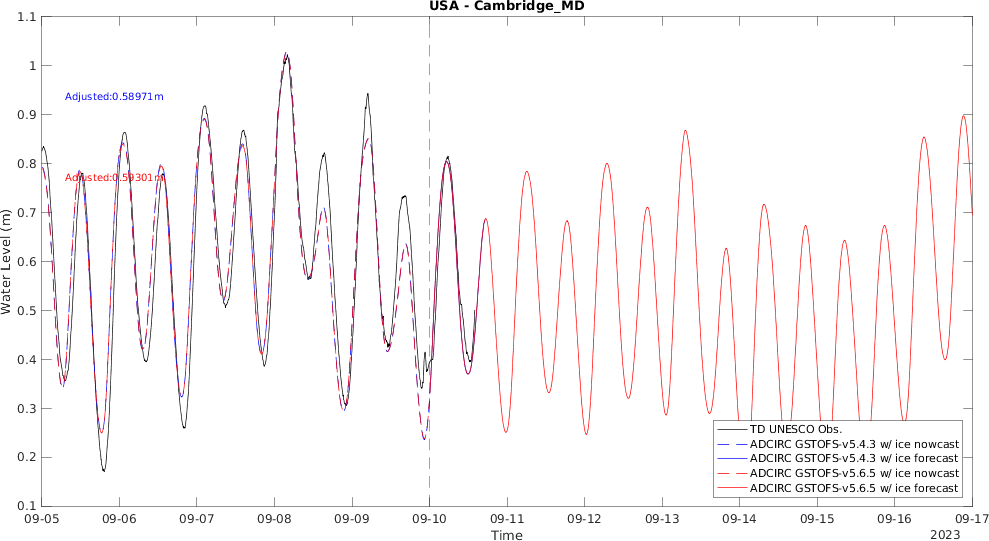 USA - Cambridge_MD
1.1
1
0.9
0.8
0.7
0.6
0.5
0.4
0.3
0.2
0.1
Water Level (m)
Adjusted:0.58971m
Adjusted:0.59301m
TD UNESCO Obs.
ADCIRC GSTOFS-v5.4.3 w/ ice nowcast
ADCIRC GSTOFS-v5.4.3 w/ ice forecast
ADCIRC GSTOFS-v5.6.5 w/ ice nowcast
ADCIRC GSTOFS-v5.6.5 w/ ice forecast
09-05 09-06 09-07 09-08 09-09 09-10 09-11 09-12 09-13 09-14 09-15 09-16 09-17
Time
2023